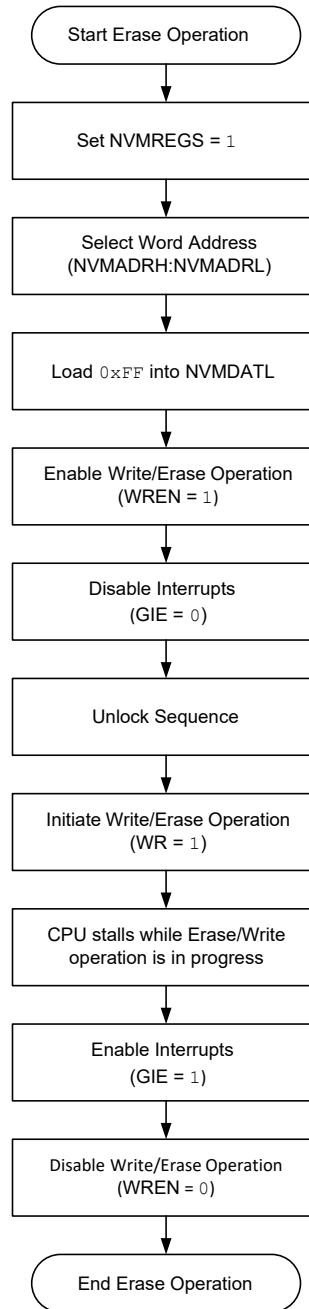 Start Erase Operation
Set NVMREGS = 1
Select Word Address
(NVMADRH:NVMADRL)
Load 0xFF into NVMDATL
Enable Write/Erase Operation
(WREN = 1)
Disable Interrupts
(GIE = 0)
Unlock Sequence
Initiate Write/Erase Operation
(WR = 1)
CPU stalls while Erase/Write
operation is in progress
Enable Interrupts
(GIE = 1)
Disable Write/Erase Operation
(WREN = 0)
End Erase Operation